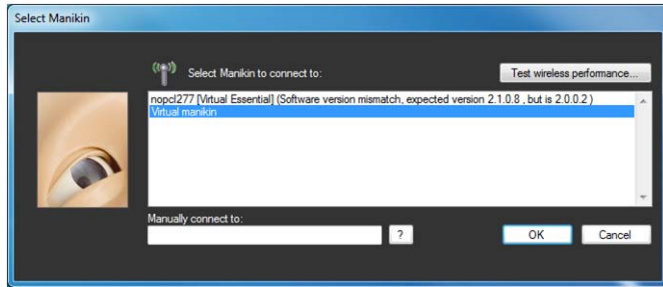 Select Manikin
Select Manikin to connect to:
Test wireless performance...
nopcl277 [Virtual Essential] (Software version mismatch, expected version 2.1.0.8 , but is 2.0.0.2 )
Virtual manikin
Manually connect to:
?
OK
Cancel